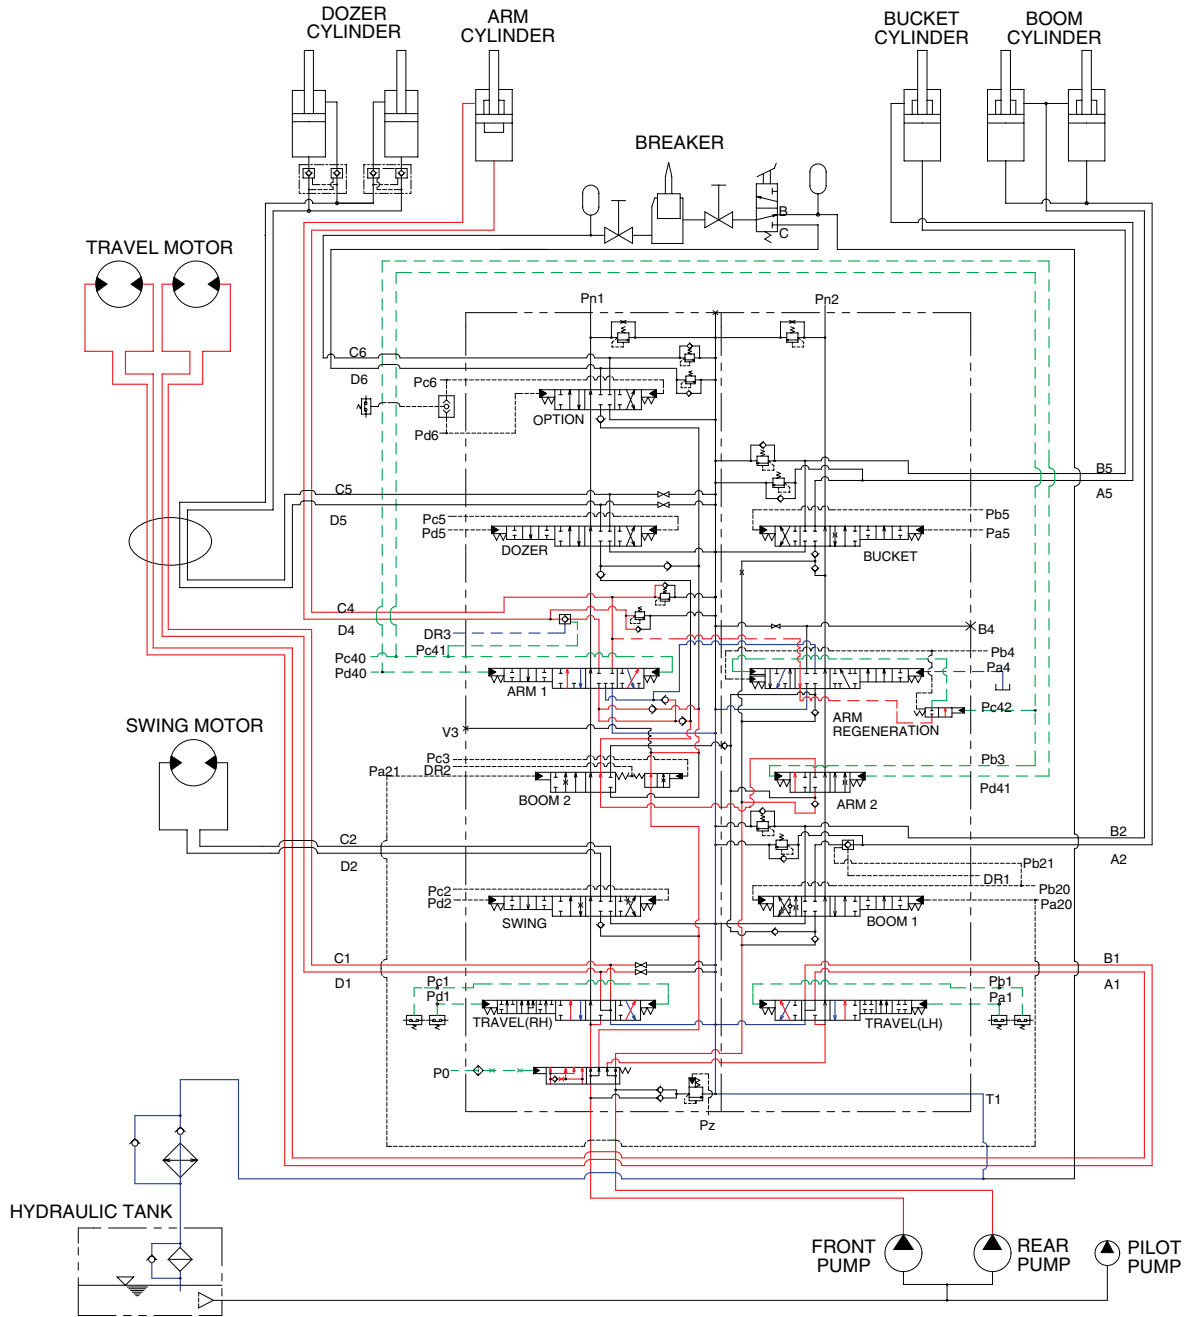 DOZER
CYLINDER
ARM
CYLINDER
BUCKET
CYLINDER
BOOM
CYLINDER
BREAKER
B
C
TRAVEL MOTOR
Pn1
Pn2
C6
D6
Pc6
Pd6
OPTION
C5
D5
Pc5
Pd5
DOZER
B5
A5
Pb5
Pa5
BUCKET
C4
D4
DR3
Pc40
Pc41
Pd40
ARM 1
B4
Pb4
Pa4
Pc42
ARM
REGENERATION
SWING MOTOR
V3
Pc3
DR2
Pa21
BOOM 2
Pb3
Pd41
ARM 2
C2
D2
Pc2
Pd2
SWING
B2
A2
Pb21
DR1
Pb20
Pa20
BOOM 1
C1
D1
Pc1
Pd1
TRAVEL(RH)
B1
A1
Pb1
Pa1
TRAVEL(LH)
P0
Pz
T1
HYDRAULIC TANK
FRONT
PUMP
REAR
PUMP
PILOT
PUMP